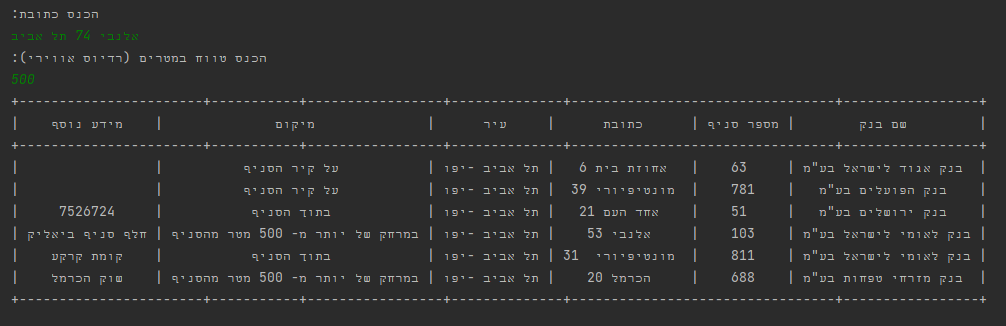 הכנס כתובת:
אלנבי 74 תל אביב
הכנס טווח במטרים (רדיוס אווירי):
500
שם בנק | מספר סניף | כתובת | עיר | מיקום | מידע נוסף
בנק אגוד לישראל בע"מ | 63 | אחוזת בית 6 | תל אביב -יפו | על קיר הסניף |
בנק הפועלים בע"מ | 781 | מונטיפיורי 39 | תל אביב -יפו | על קיר הסניף |
בנק ירושלים בע"מ | 51 | אחד העם 21 | תל אביב -יפו | בתוך הסניף | 7526724
בנק לאומי לישראל בע"מ | 103 | אלנבי 53 | תל אביב -יפו | במרחק של יותר מ- 500 מטר מהסניף | חלף סניף ביאליק
בנק לאומי לישראל בע"מ | 811 | מונטיפיורי 31 | תל אביב -יפו | בתוך הסניף | קומת קרקע
בנק מזרחי טפחות בע"מ | 688 | הכרמל 20 | תל אביב -יפו | במרחק של יותר מ- 500 מטר מהסניף | שוק הכרמל